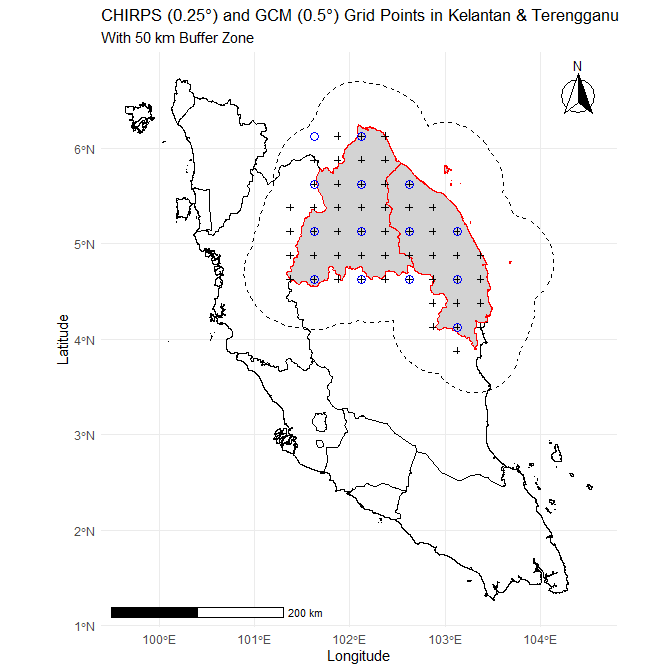 CHIRPS (0.25°) and GCM (0.5°) Grid Points in Kelantan & Terengganu
With 50 km Buffer Zone
N
6°N
5°N
4°N
3°N
2°N
1°N
Latitude
200 km
100°E 101°E 102°E 103°E 104°E
Longitude